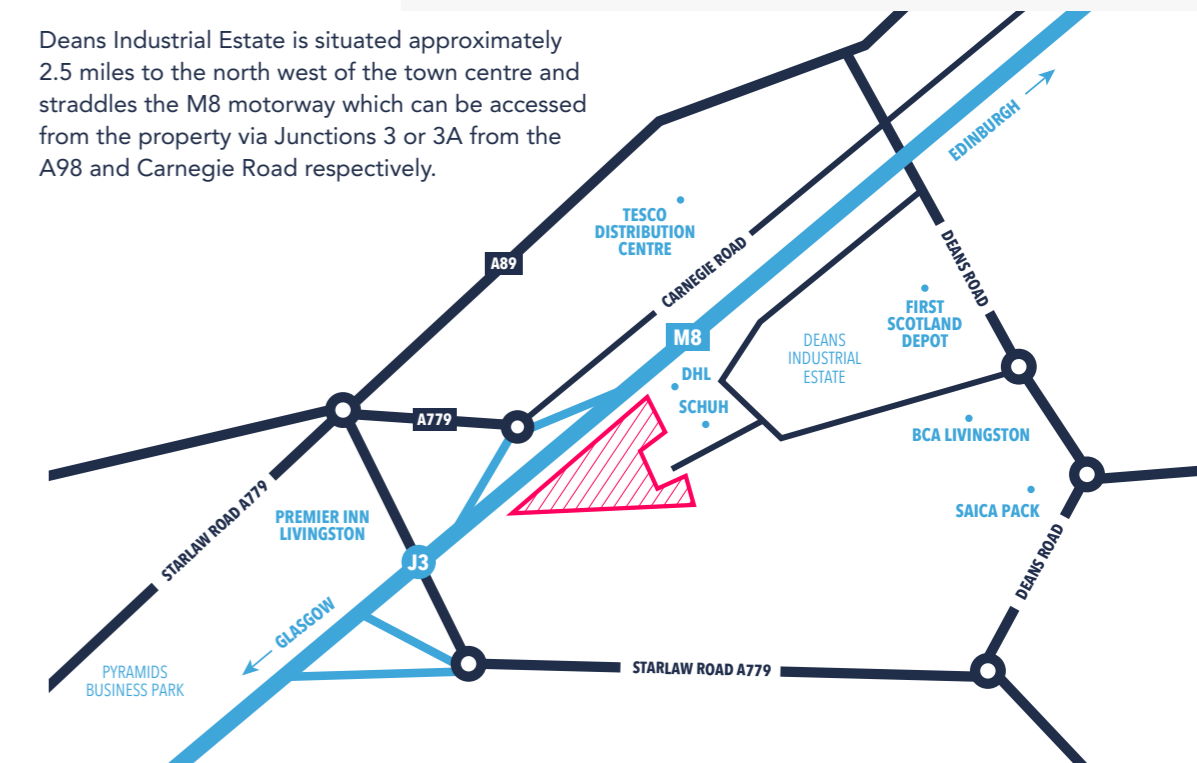 Deans Industrial Estate is situated approximately
2.5 miles to the north west of the town centre and
straddles the M8 motorway which can be accessed
from the property via Junctions 3 or 3A from the
A98 and Carnegie Road respectively.
EDINBURGH
TESCO
DISTRIBUTION
CENTRE
A89
CARNEGIE ROAD
DEANS ROAD
FIRST
SCOTLAND
DEPOT
M8
DEANS
INDUSTRIAL
ESTATE
DHL
SCHUH
A779
BCA LIVINGSTON
STARLAW ROAD A779
PREMIER INN
LIVINGSTON
SAICA PACK
J3
DEANS ROAD
GLASGOW
PYRAMIDS
BUSINESS PARK
STARLAW ROAD A779